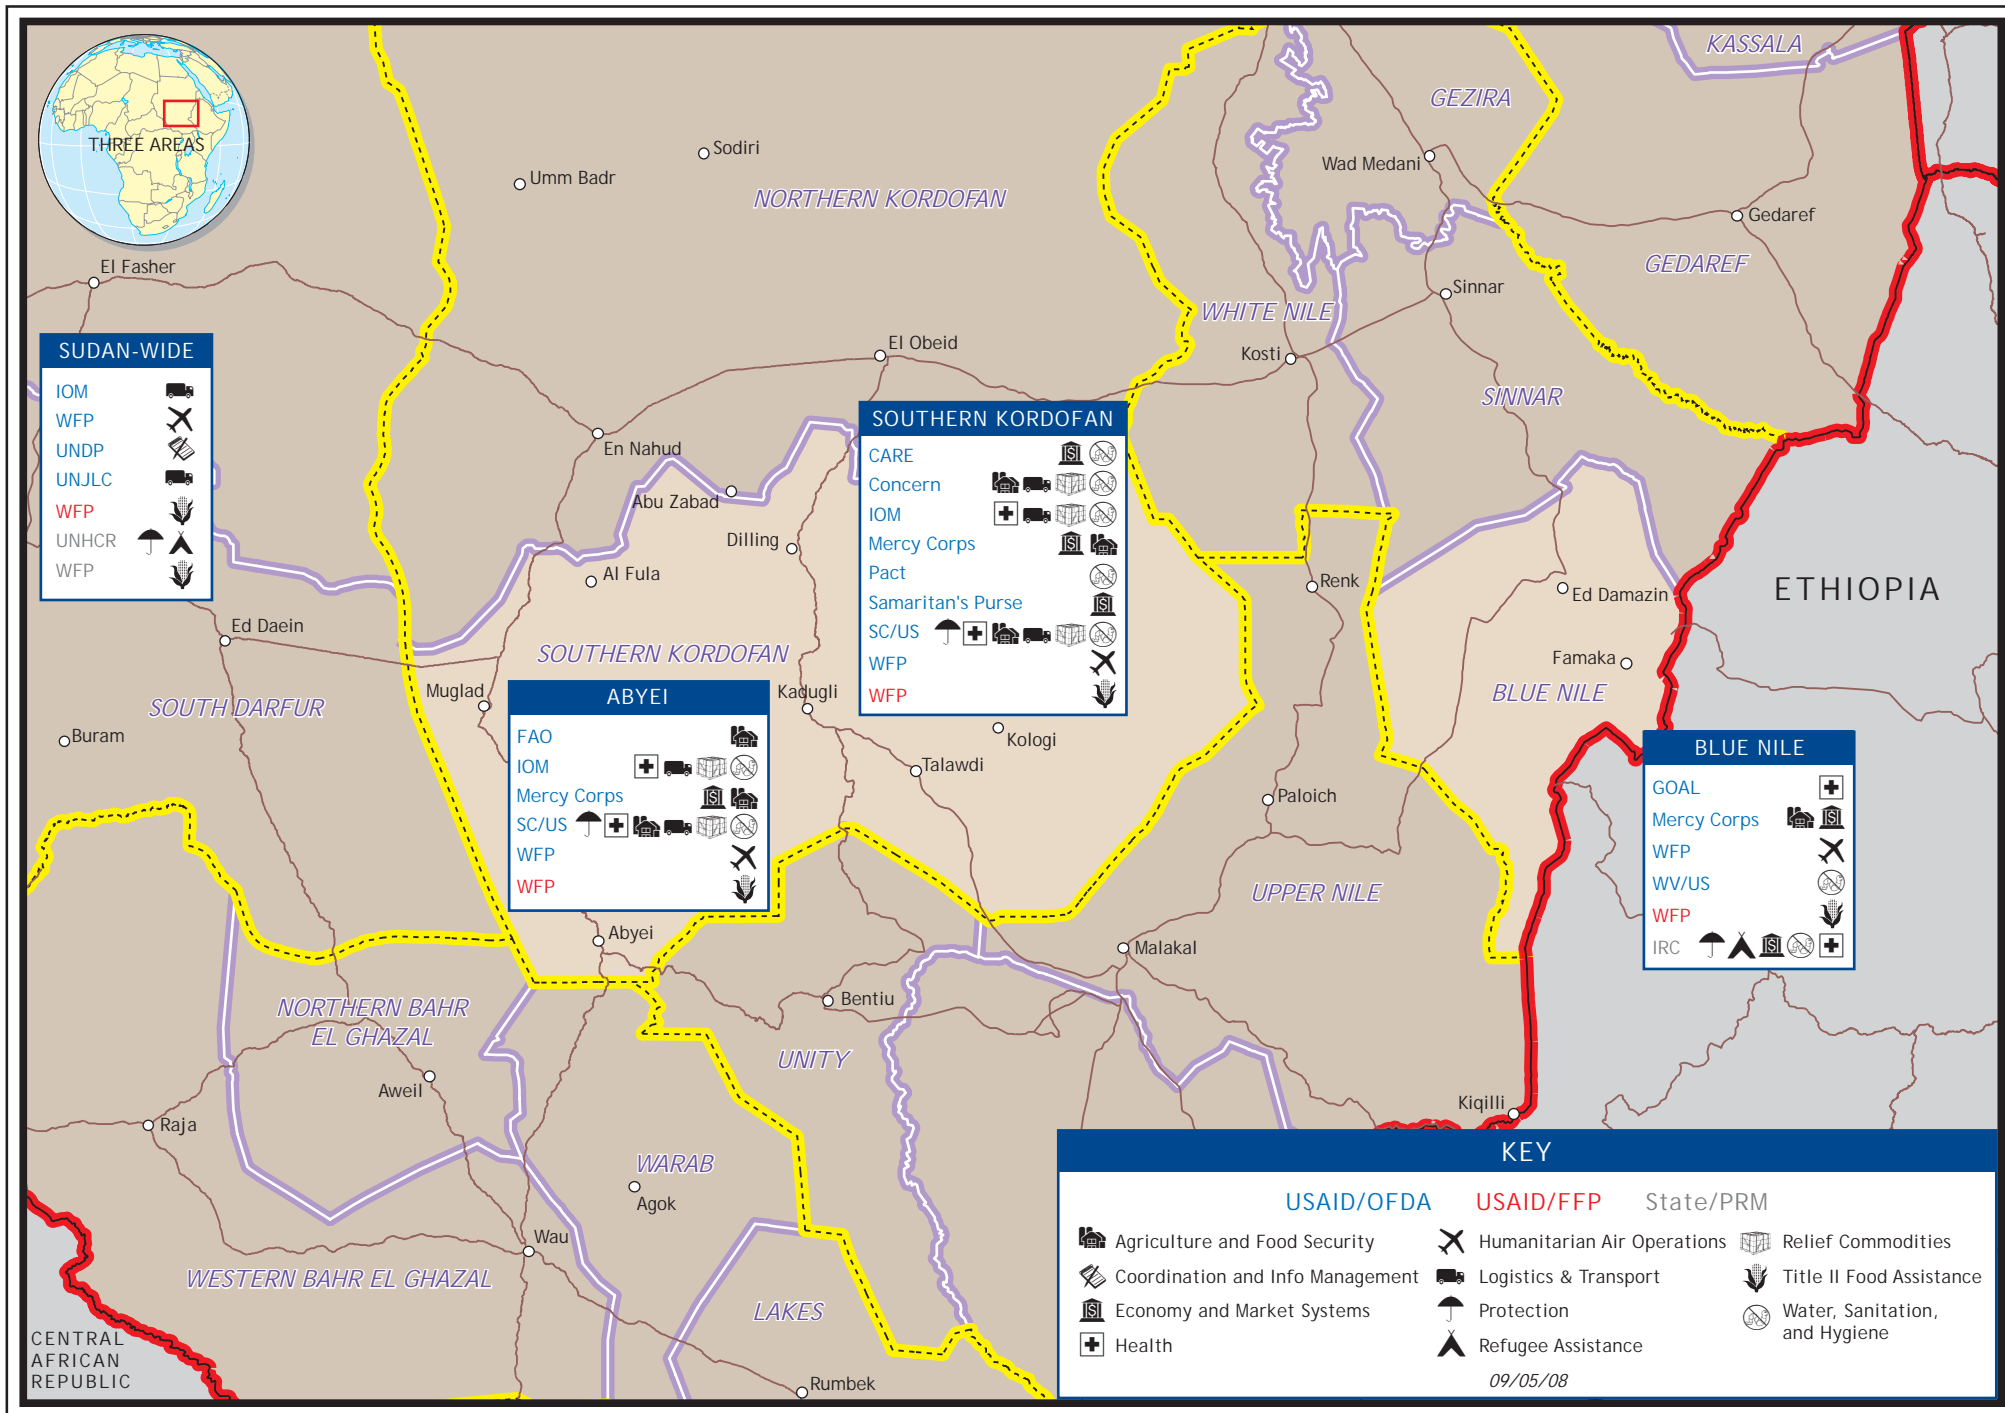 THREE AREAS
KASSALA
GEZIRA
Sodiri
Wad Medani
Umm Badr
NORTHERN KORDOFAN
Gedaref
El Fasher
GEDAREF
Sinnar
WHITE NILE
El Obeid
Kosti
SINNAR
En Nahud
Abu Zabad
Dilling
Al Fula
Renk
Ed Damazin
ETHIOPIA
Ed Daein
SOUTHERN KORDOFAN
Famaka
Muglad
Kadugli
BLUE NILE
SOUTH DARFUR
Buram
Kologi
Talawdi
Paloich
UPPER NILE
Abyei
Malakal
Bentiu
NORTHERN BAHR
EL GHAZAL
UNITY
Aweil
Kiqilli
Raja
WARAB
Agok
Wau
WESTERN BAHR EL GHAZAL
LAKES
Rumbek
CENTRAL
AFRICAN
REPUBLIC
SUDAN-WIDE
IOM
WFP
UNDP
UNJLC
WFP
UNHCR
WFP
SOUTHERN KORDOFAN
CARE
Concern
IOM
Mercy Corps
Pact
Samaritan's Purse
SC/US
WFP
WFP
ABYEI
FAO
IOM
Mercy Corps
SC/US
WFP
WFP
BLUE NILE
GOAL
Mercy Corps
WFP
WV/US
WFP
IRC
KEY
USAID/OFDA USAID/FFP State/PRM
Agriculture and Food Security
Coordination and Info Management
Economy and Market Systems
Health
Humanitarian Air Operations
Logistics & Transport
Protection
Refugee Assistance
Relief Commodities
Title II Food Assistance
Water, Sanitation,
and Hygiene
09/05/08